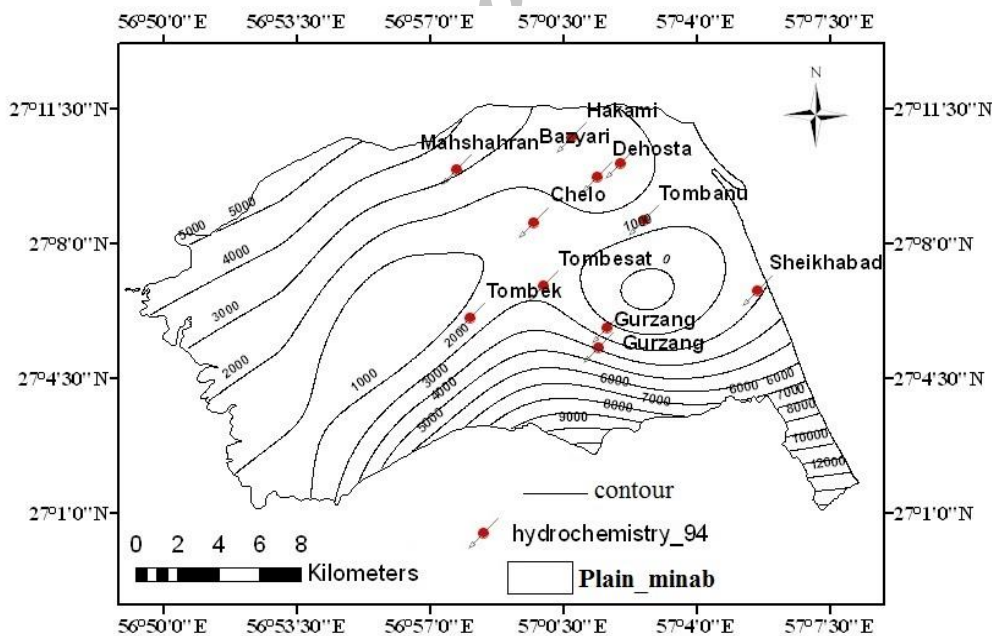 56°50'0"E 56°53'30"E 56°57'0"E 57°0'30"E 57°4'0"E 57°7'30"E
N
27°11'30"N 27°11'30"N
Hakami
Mahshahran Bazyari Dehosta
Chelo Tombanu
5000 5000
1000
27°8'0"N 27°8'0"N
4000
0
Tombesat Sheikhabad
Tombek
3000
Gurzang
2000
Gurzang
2000
1000 3000
27°4'30"N 27°4'30"N
6000 6000 6000
4000 7000 7000
5000 8000 8000
9000
10000
12000
contour
27°1'0"N 27°1'0"N
hydrochemistry_94
0 2 4 6 8
Kilometers
Plain_minab
56°50'0"E 56°53'30"E 56°57'0"E 57°0'30"E 57°4'0"E 57°7'30"E